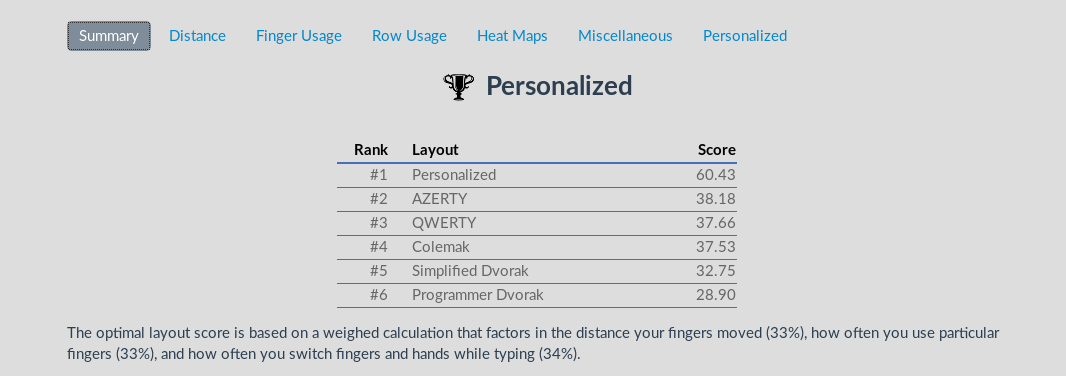 Summary Distance Finger Usage Row Usage Heat Maps Miscellaneous Personalized
Personalized
Rank Layout Score
#1 Personalized 60.43
#2 AZERTY 38.18
#3 QWERTY 37.66
#4 Colemak 37.53
#5 Simplified Dvorak 32.75
#6 Programmer Dvorak 28.90
The optimal layout score is based on a weighed calculation that factors in the distance your fingers moved (33%), how often you use particular
fingers (33%), and how often you switch fingers and hands while typing (34%).